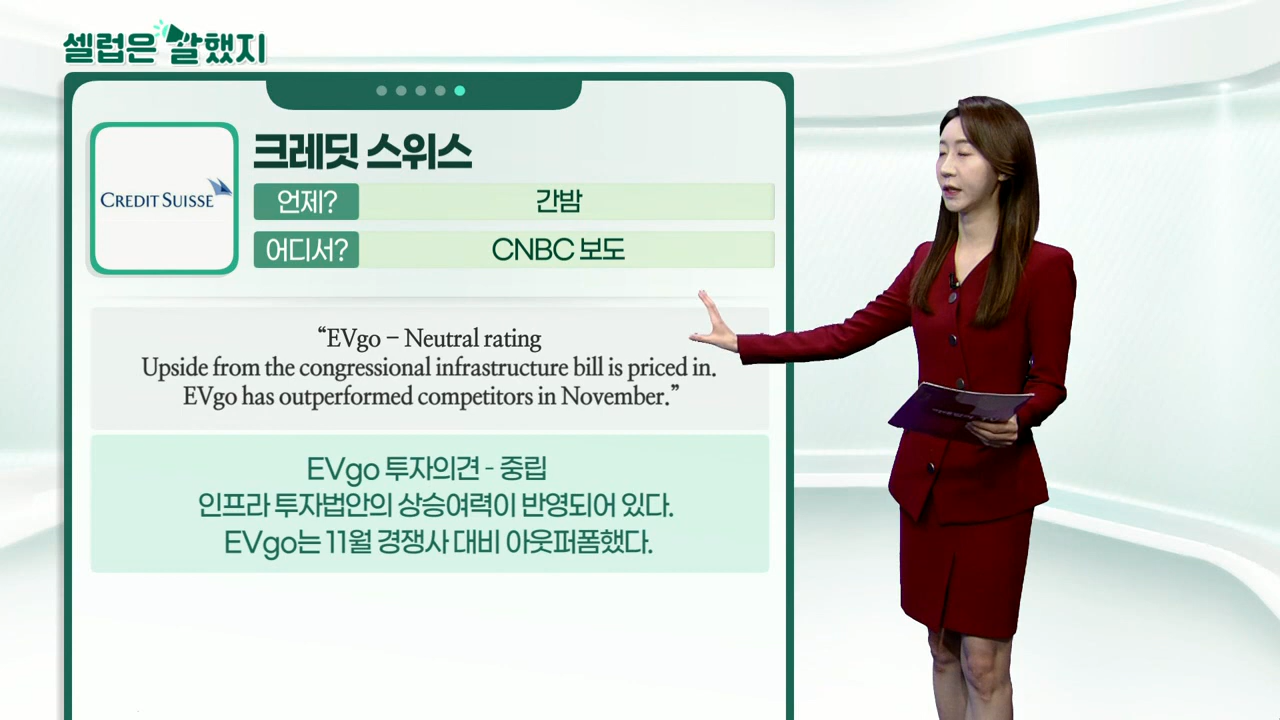 셀럽은 말했지
크레딧 스위스
CREDIT SUISSE
언제?
간밤
어디서?
CNBC 보도
“EVgo – Neutral rating
Upside from the congressional infrastructure bill is priced in.
EVgo has outperformed competitors in November.”
EVgo 투자의견 - 중립
인프라 투자법안의 상승여력이 반영되어 있다.
EVgo는 11월 경쟁사 대비 아웃퍼폼했다.